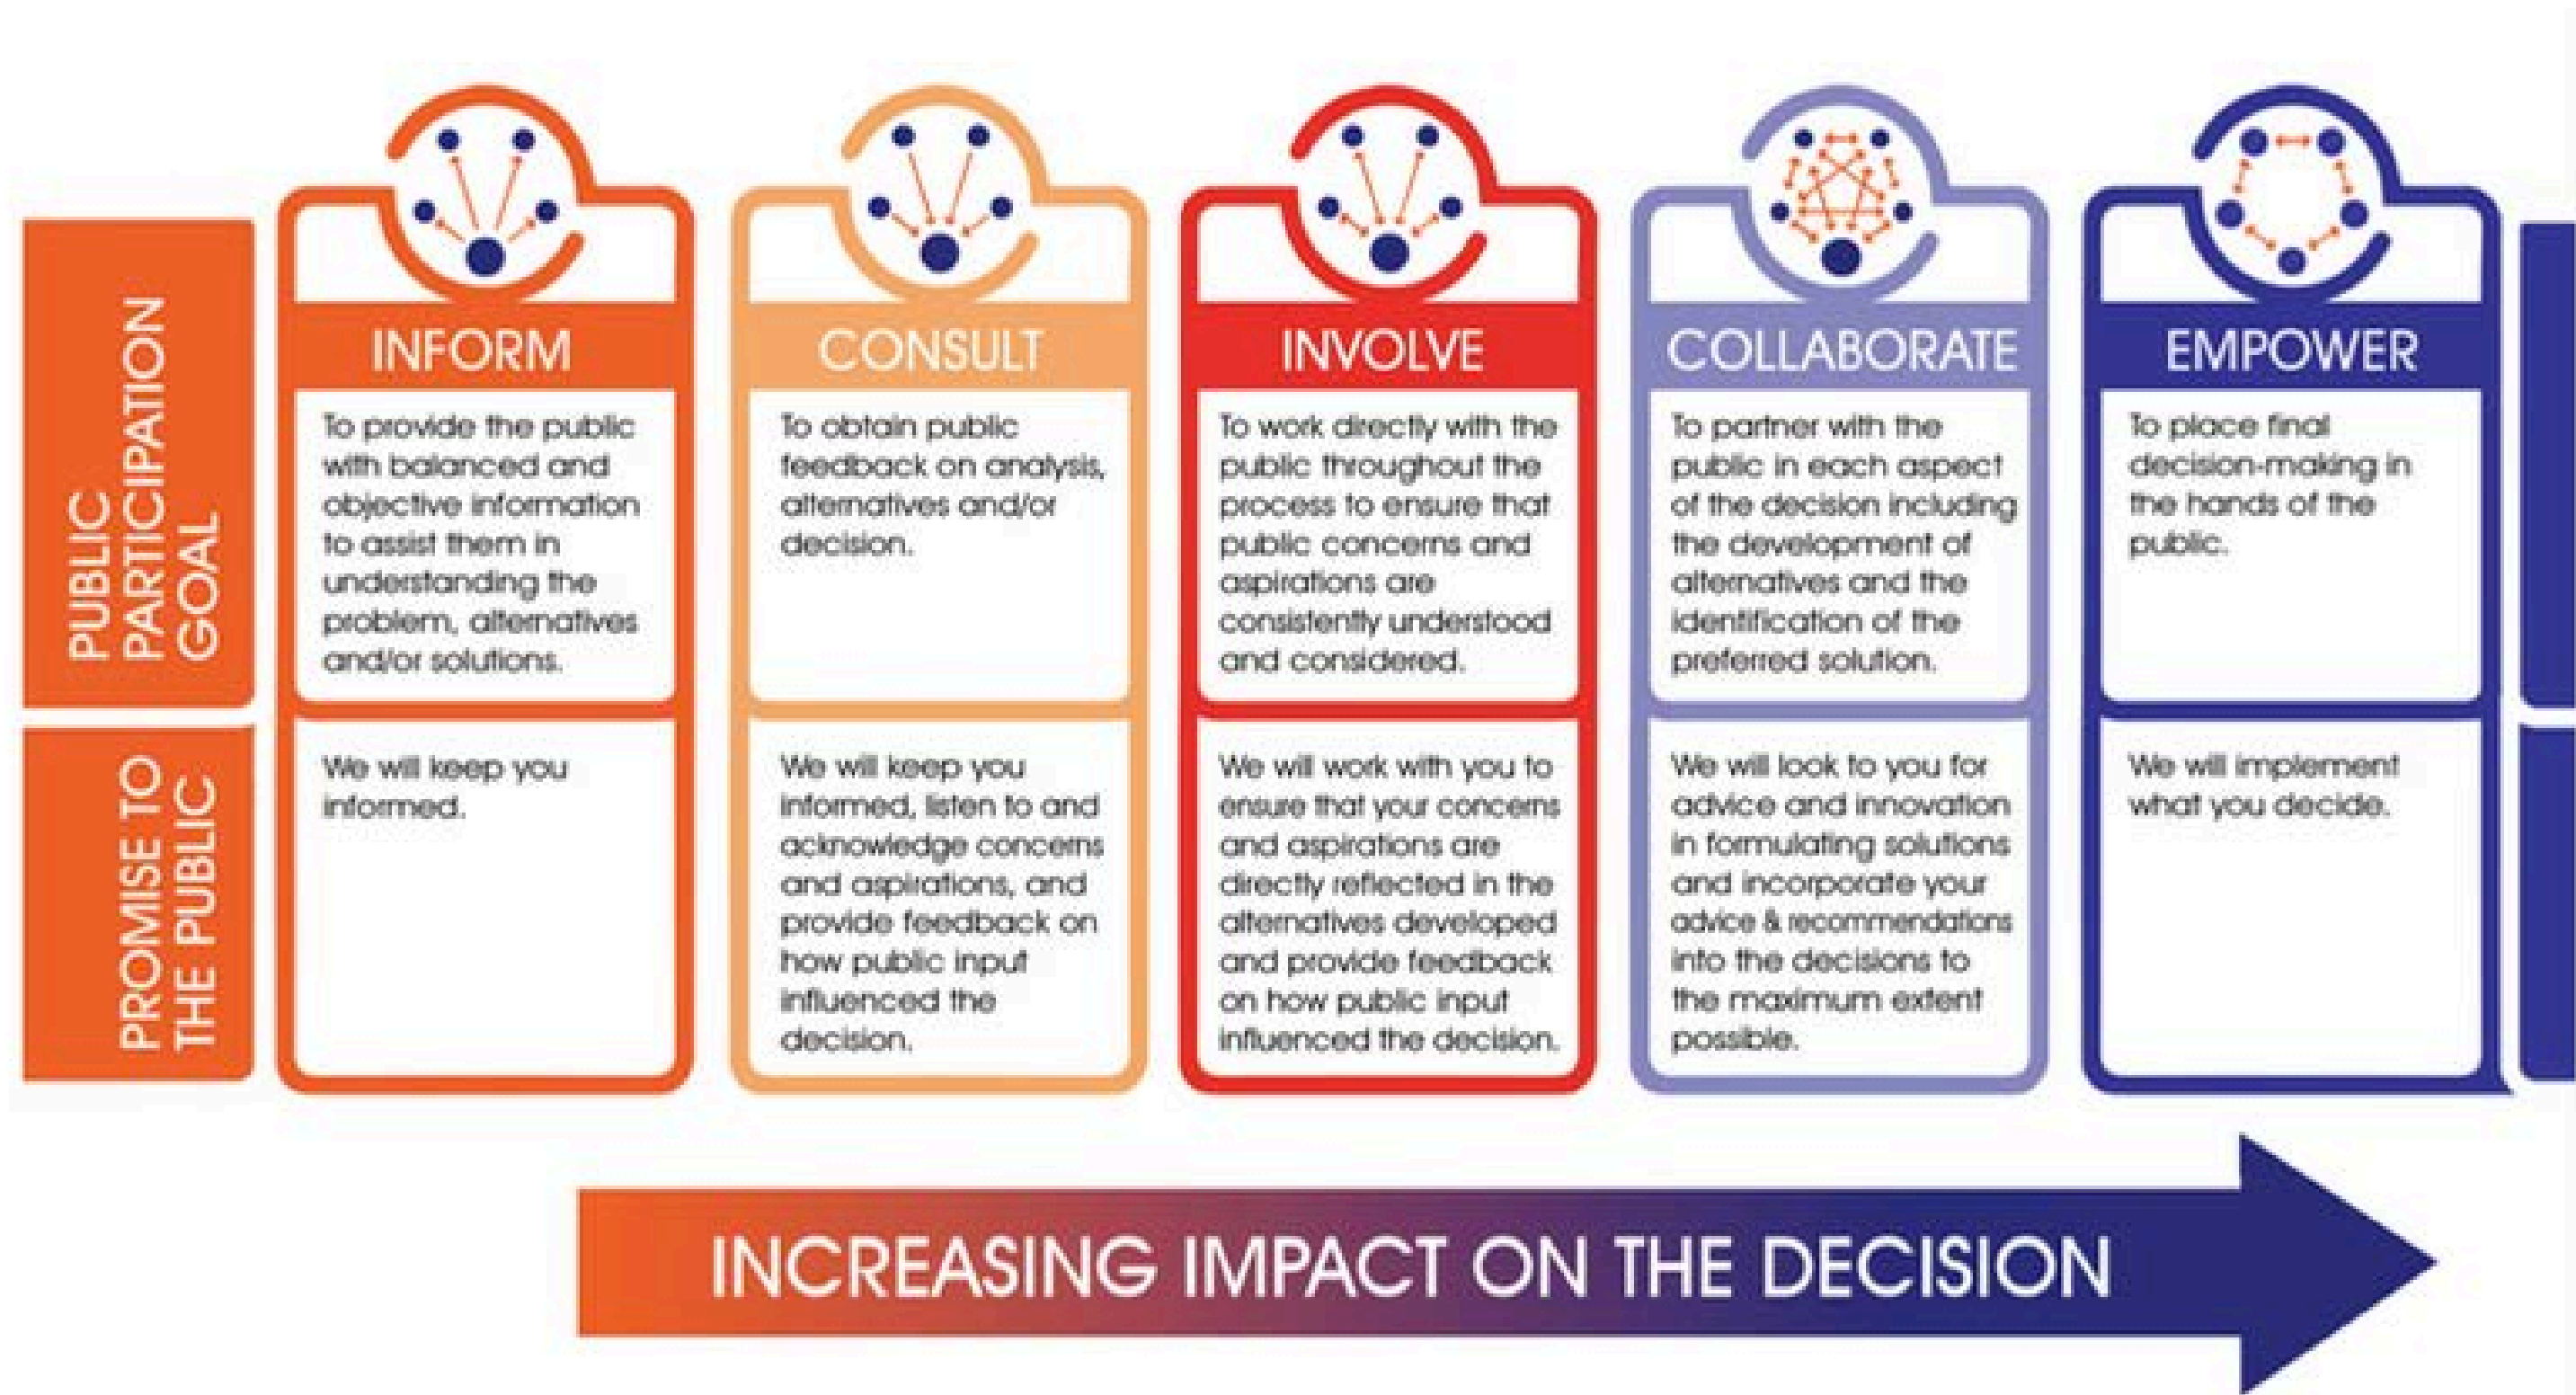 PUBLIC
PARTICIPATION
GOAL
INFORM
To provide the public
with balanced and
objective information
to assist them in
understanding the
problem, alternatives
and/or solutions.
CONSULT
To obtain public
feedback on analysis,
alternatives and/or
decision.
INVOLVE
To work directly with the
public throughout the
process to ensure that
public concerns and
aspirations are
consistently understood
and considered.
COLLABORATE
To partner with the
public in each aspect
of the decision including
the development of
alternatives and the
identification of the
preferred solution.
EMPOWER
To place final
decision-making in
the hands of the
public.
PROMISE TO
THE PUBLIC
We will keep you
informed.
We will keep you
informed, listen to and
acknowledge concerns
and aspirations, and
provide feedback on
how public input
influenced the
decision.
We will work with you to
ensure that your concerns
and aspirations are
directly reflected in the
alternatives developed
and provide feedback
on how public input
influenced the decision.
We will look to you for
advice and innovation
in formulating solutions
and incorporate your
advice & recommendations
into the decisions to
the maximum extent
possible.
We will implement
what you decide.
INCREASING IMPACT ON THE DECISION